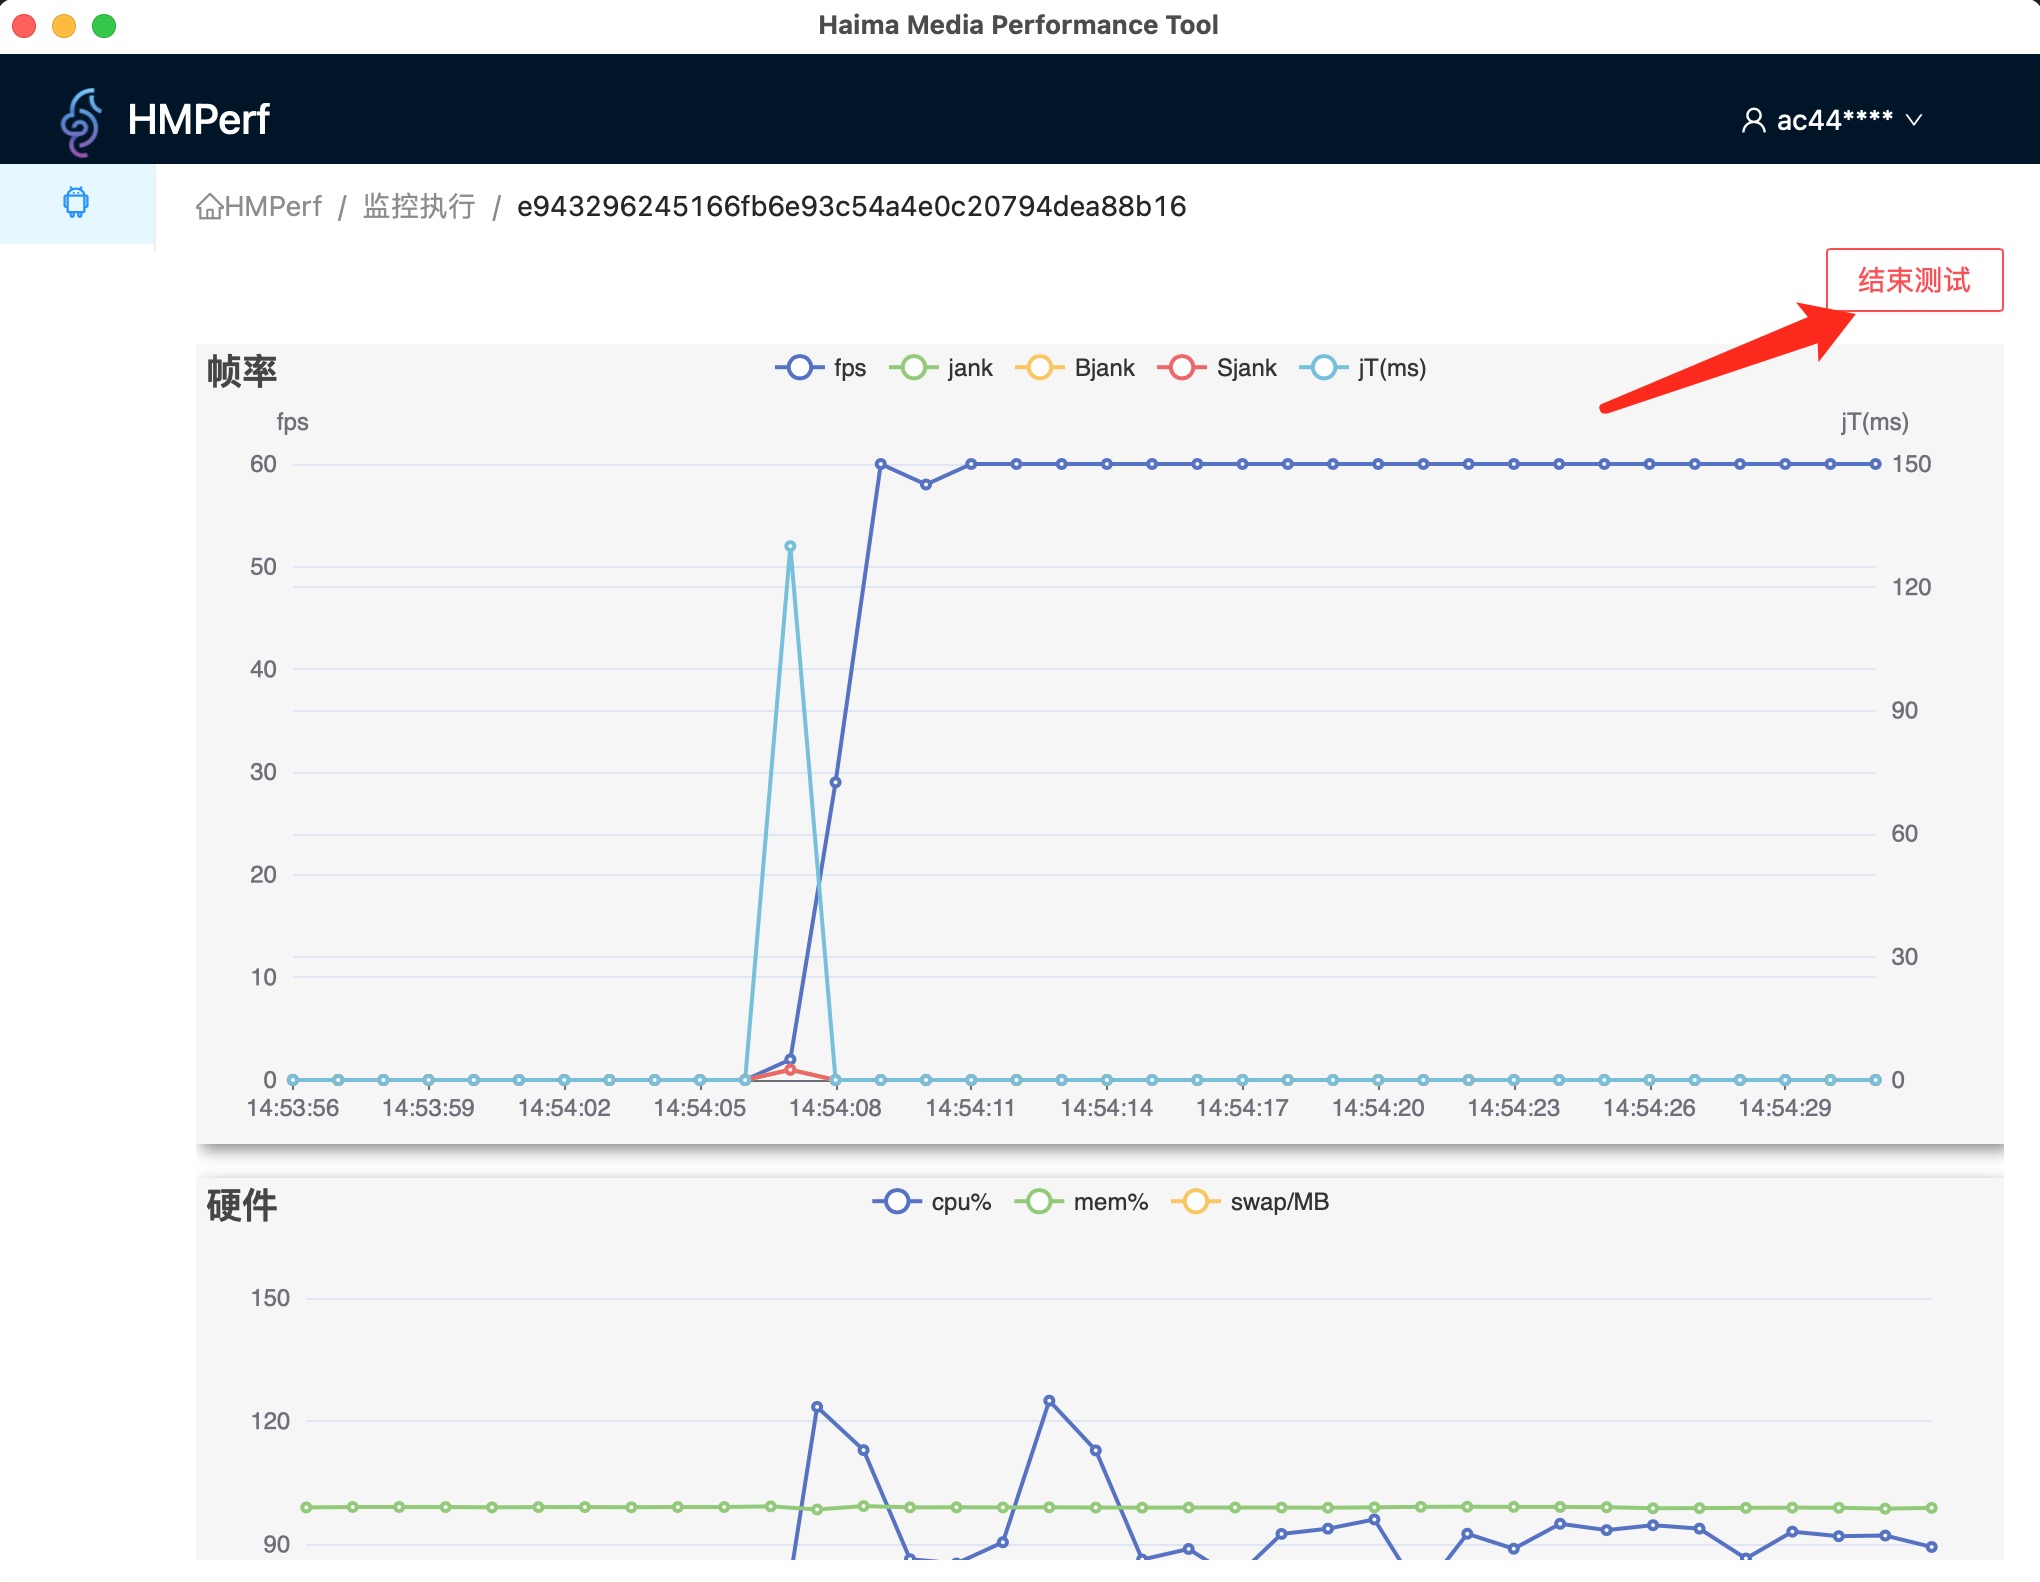 Haima Media Performance Tool
HMPerf
ac44****
HMPerf / 监控执行 / e943296245166fb6e93c54a4e0c20794dea88b16
结束测试
帧率
fps jank Bjank Sjank jT(ms)
fps jT(ms)
60 150
50
120
40
90
30
60
20
30
10
0 0
14:53:56 14:53:59 14:54:02 14:54:05 14:54:08 14:54:11 14:54:14 14:54:17 14:54:20 14:54:23 14:54:26 14:54:29
硬件
cpu% mem% swap/MB
150
120
90